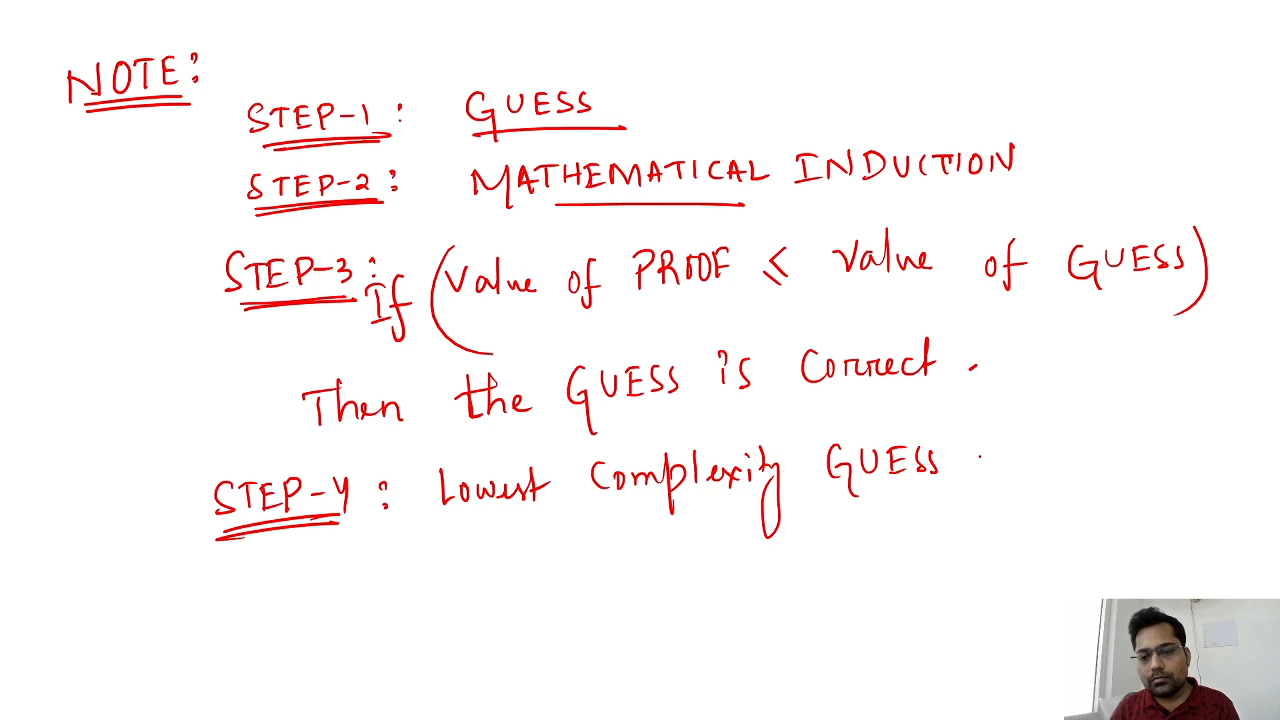 NOTE:
STEP-1: GUESS
STEP-2: MATHEMATICAL INDUCTION
STEP-3: If (Value of PROOF ≤ Value of GUESS)
Then the GUESS is Correct.
STEP-4: Lowest Complexity GUESS.